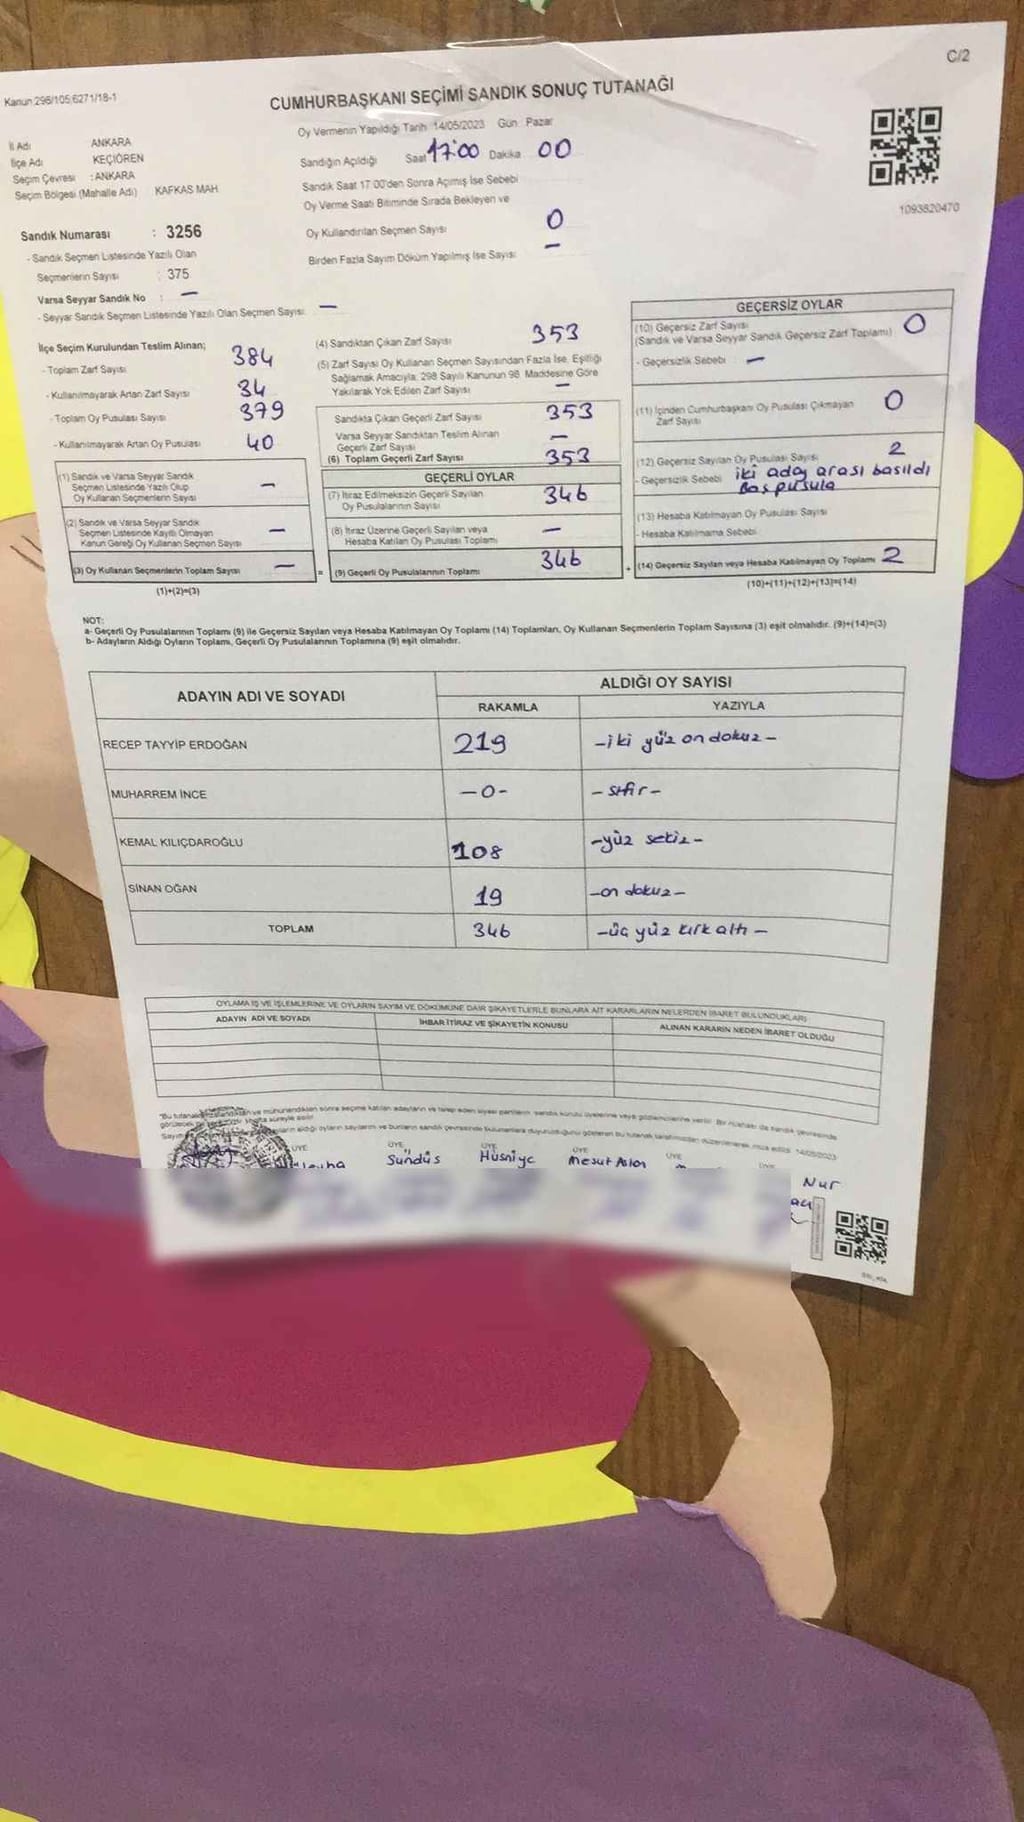 C/2
Kanun 298/105;6271/18-1
CUMHURBAŞKANI SEÇİMİ SANDIK SONUÇ TUTANAĞI
İl Adı ANKARA
İlçe Adı KEÇİÖREN
Seçim Çevresi : ANKARA
Seçim Bölgesi (Mahalle Adı) KAFKAS MAH.
Oy Vermenin Yapıldığı Tarih 14/05/2023 Gün Pazar
Sandığın Açıldığı Saat 17:00 Dakika 00
Sandık Saat 17:00'den Sonra Açımış İse Sebebi
Oy Verme Saati Bitiminde Sırada Bekleyen ve
Oy Kullandırılan Seçmen Sayısı 0
Birden Fazla Sayım Döküm Yapılmış İse Sayısı: -
1093820470
Sandık Numarası : 3256
- Sandık Seçmen Listesinde Yazılı Olan
Seçmenlerin Sayısı : 375
Varsa Seyyar Sandık No : -
- Seyyar Sandık Seçmen Listesinde Yazılı Olan Seçmen Sayısı: -
İlçe Seçim Kurulundan Teslim Alınan;
- Toplam Zarf Sayısı 384
- Kullanılmayarak Artan Zarf Sayısı 34
- Toplam Oy Pusulası Sayısı 379
- Kullanılmayarak Artan Oy Pusulası 40
(1) Sandık ve Varsa Seyyar Sandık
Seçmen Listesinde Yazılı Olup
Oy Kullanan Seçmenlerin Sayısı -
(2) Sandık ve Varsa Seyyar Sandık
Seçmen Listesinde Kayıtlı Olmayan
Kanun Gereği Oy Kullanan Seçmen Sayısı -
(3) Oy Kullanan Seçmenlerin Toplam Sayısı -
(1)+(2)=(3)
(4) Sandıktan Çıkan Zarf Sayısı 353
(5) Zarf Sayısı Oy Kullanan Seçmen Sayısından Fazla İse, Eşitliği
Sağlamak Amacıyla; 298 Sayılı Kanunun 98. Maddesine Göre
Yakılarak Yok Edilen Zarf Sayısı -
Sandıkta Çıkan Geçerli Zarf Sayısı 353
Varsa Seyyar Sandıktan Teslim Alınan
Geçerli Zarf Sayısı -
(6) Toplam Geçerli Zarf Sayısı 353
GEÇERLİ OYLAR
(7) İtiraz Edilmeksizin Geçerli Sayılan
Oy Pusulalarının Sayısı 346
(8) İtiraz Üzerine Geçerli Sayılan veya
Hesaba Katılan Oy Pusulası Toplamı -
= (9) Geçerli Oy Pusulalarının Toplamı 346
GEÇERSİZ OYLAR
(10) Geçersiz Zarf Sayısı
(Sandık ve Varsa Seyyar Sandık Geçersiz Zarf Toplamı) 0
- Geçersizlik Sebebi -
(11) İçinden Cumhurbaşkanı Oy Pusulası Çıkmayan
Zarf Sayısı 0
(12) Geçersiz Sayılan Oy Pusulası Sayısı 2
- Geçersizlik Sebebi iki aday arası basıldı
Boş pusula
(13) Hesaba Katılmayan Oy Pusulası Sayısı
- Hesaba Katılmama Sebebi
+ (14) Geçersiz Sayılan veya Hesaba Katılmayan Oy Toplamı 2
(10)+(11)+(12)+(13)=(14)
NOT:
a- Geçerli Oy Pusulalarının Toplamı (9) ile Geçersiz Sayılan veya Hesaba Katılmayan Oy Toplamı (14) Toplamları, Oy Kullanan Seçmenlerin Toplam Sayısına (3) eşit olmalıdır. (9)+(14)=(3)
b- Adayların Aldığı Oyların Toplamı, Geçerli Oy Pusulalarının Toplamına (9) eşit olmalıdır.
ADAYIN ADI VE SOYADI ALDIĞI OY SAYISI
RAKAMLA YAZIYLA
RECEP TAYYİP ERDOĞAN 219 -iki yüz on dokuz-
MUHARREM İNCE -0- -sıfır-
KEMAL KILIÇDAROĞLU 108 -yüz sekiz-
SİNAN OĞAN 19 -on dokuz-
TOPLAM 346 -üç yüz kırk altı-
OYLAMA İŞ VE İŞLEMLERİNE VE OYLARIN SAYIM VE DÖKÜMÜNE DAİR ŞİKAYETLERLE BUNLARA AİT KARARLARIN NELERDEN İBARET BULUNDUKLARI
ADAYIN ADI VE SOYADI İHBAR İTİRAZ VE ŞİKAYETİN KONUSU ALINAN KARARIN NEDEN İBARET OLDUĞU
14/05/2023
ÜYE ÜYE ÜYE ÜYE ÜYE ÜYE
Sündüs Hüsniye Mesut Aslan Nur